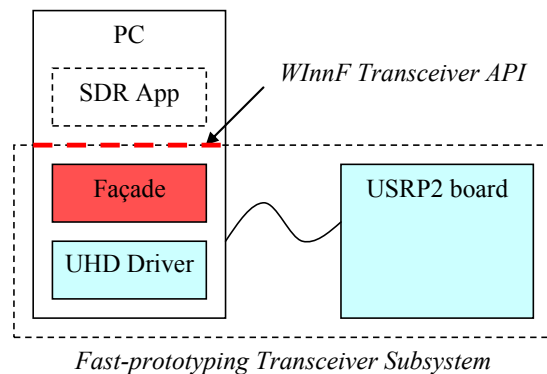 PC
SDR App
WInnF Transceiver API
Façade
UHD Driver
USRP2 board
Fast-prototyping Transceiver Subsystem